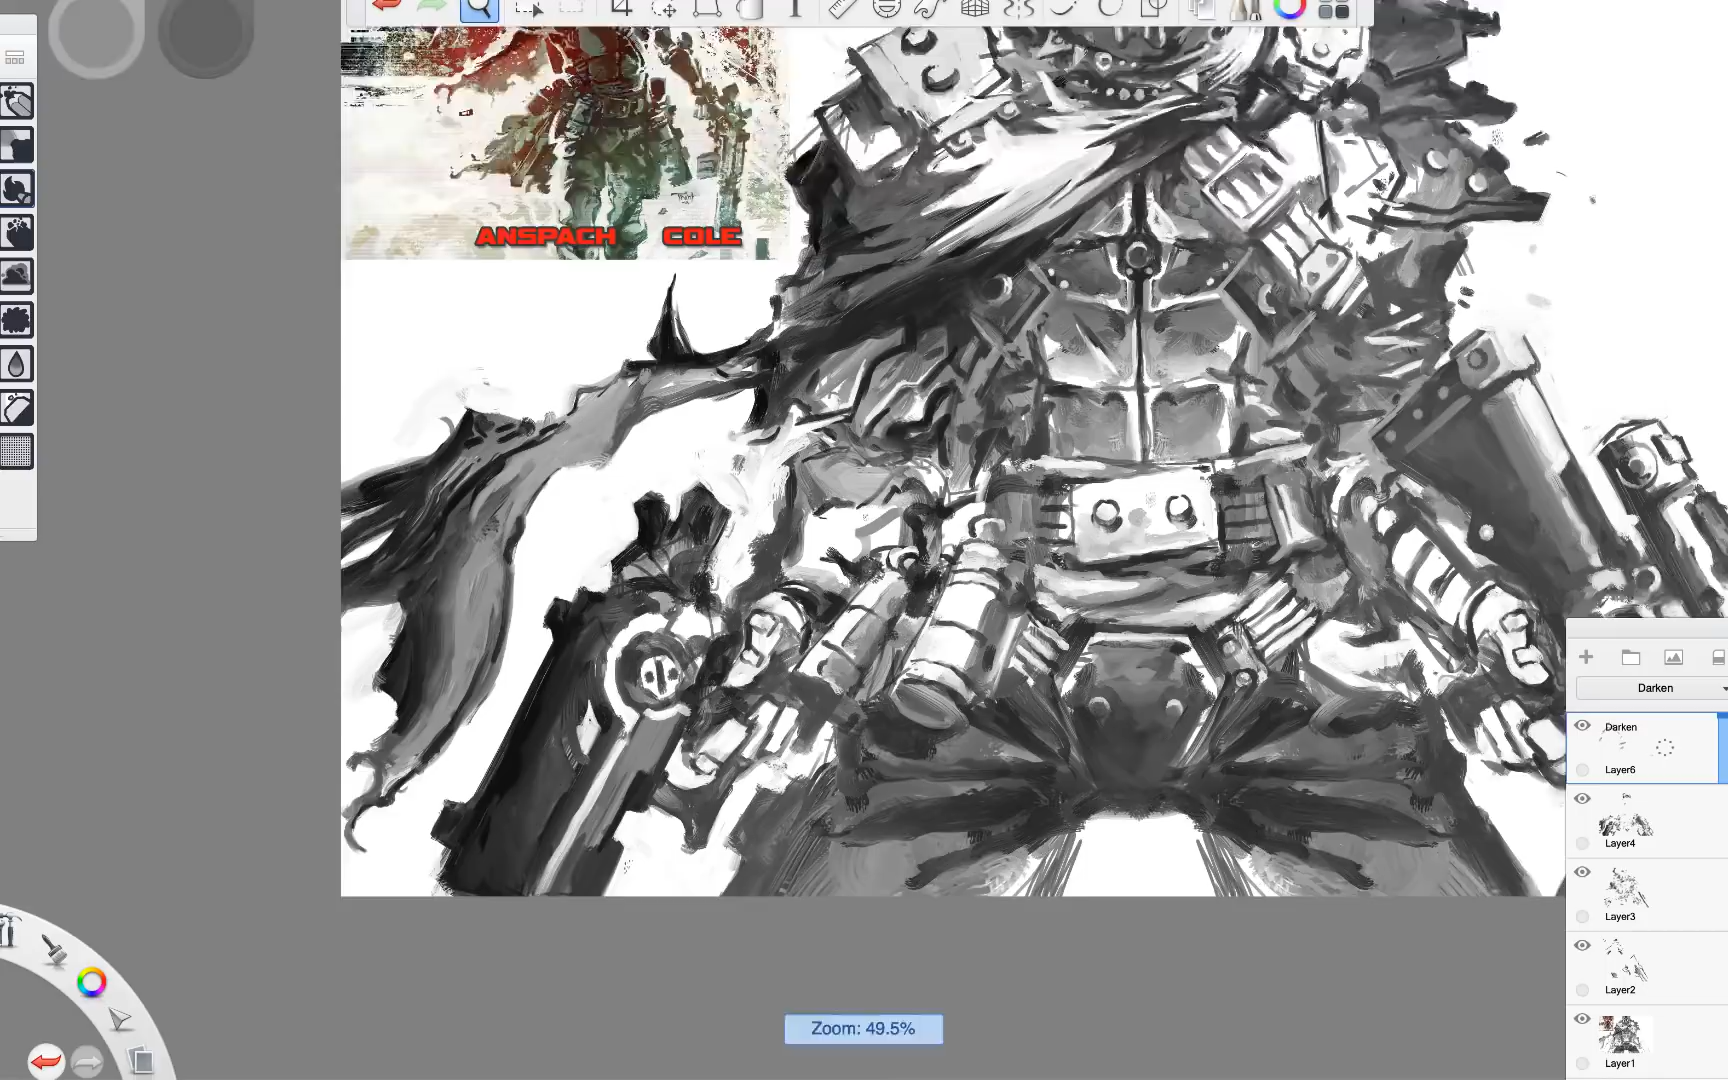 ANSPACH COLE
Darken
Darken
Layer6
Layer4
Layer3
Layer2
Layer1
Zoom: 49.5%